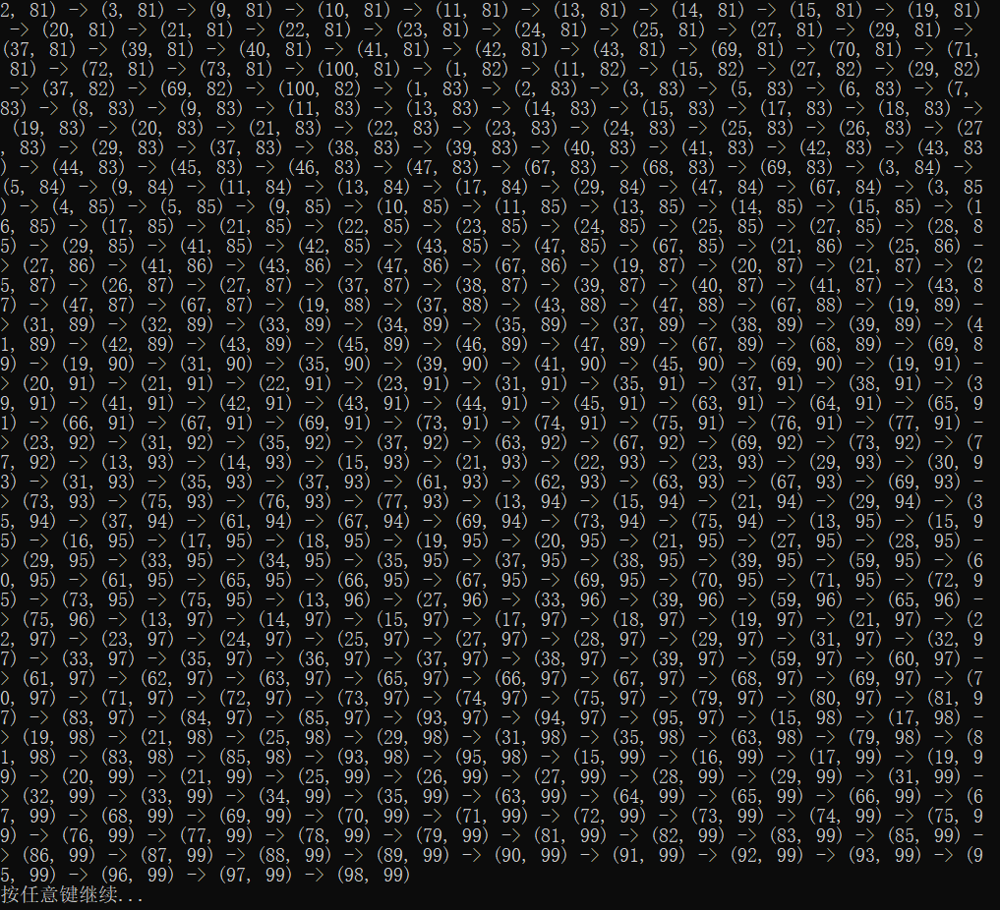 2, 81) -> (3, 81) -> (9, 81) -> (10, 81) -> (11, 81) -> (13, 81) -> (14, 81) -> (15, 81) -> (19, 81)
 -> (20, 81) -> (21, 81) -> (22, 81) -> (23, 81) -> (24, 81) -> (25, 81) -> (27, 81) -> (29, 81) ->
(37, 81) -> (39, 81) -> (40, 81) -> (41, 81) -> (42, 81) -> (43, 81) -> (69, 81) -> (70, 81) -> (71,
 81) -> (72, 81) -> (73, 81) -> (100, 81) -> (1, 82) -> (11, 82) -> (15, 82) -> (27, 82) -> (29, 82)
 -> (37, 82) -> (69, 82) -> (100, 82) -> (1, 83) -> (2, 83) -> (3, 83) -> (5, 83) -> (6, 83) -> (7,
83) -> (8, 83) -> (9, 83) -> (11, 83) -> (13, 83) -> (14, 83) -> (15, 83) -> (17, 83) -> (18, 83) ->
 (19, 83) -> (20, 83) -> (21, 83) -> (22, 83) -> (23, 83) -> (24, 83) -> (25, 83) -> (26, 83) -> (27
, 83) -> (29, 83) -> (37, 83) -> (38, 83) -> (39, 83) -> (40, 83) -> (41, 83) -> (42, 83) -> (43, 83
) -> (44, 83) -> (45, 83) -> (46, 83) -> (47, 83) -> (67, 83) -> (68, 83) -> (69, 83) -> (3, 84) ->
(5, 84) -> (9, 84) -> (11, 84) -> (13, 84) -> (17, 84) -> (29, 84) -> (47, 84) -> (67, 84) -> (3, 85
) -> (4, 85) -> (5, 85) -> (9, 85) -> (10, 85) -> (11, 85) -> (13, 85) -> (14, 85) -> (15, 85) -> (1
6, 85) -> (17, 85) -> (21, 85) -> (22, 85) -> (23, 85) -> (24, 85) -> (25, 85) -> (27, 85) -> (28, 8
5) -> (29, 85) -> (41, 85) -> (42, 85) -> (43, 85) -> (47, 85) -> (67, 85) -> (21, 86) -> (25, 86) -
> (27, 86) -> (41, 86) -> (43, 86) -> (47, 86) -> (67, 86) -> (19, 87) -> (20, 87) -> (21, 87) -> (2
5, 87) -> (26, 87) -> (27, 87) -> (37, 87) -> (38, 87) -> (39, 87) -> (40, 87) -> (41, 87) -> (43, 8
7) -> (47, 87) -> (67, 87) -> (19, 88) -> (37, 88) -> (43, 88) -> (47, 88) -> (67, 88) -> (19, 89) -
> (31, 89) -> (32, 89) -> (33, 89) -> (34, 89) -> (35, 89) -> (37, 89) -> (38, 89) -> (39, 89) -> (4
1, 89) -> (42, 89) -> (43, 89) -> (45, 89) -> (46, 89) -> (47, 89) -> (67, 89) -> (68, 89) -> (69, 8
9) -> (19, 90) -> (31, 90) -> (35, 90) -> (39, 90) -> (41, 90) -> (45, 90) -> (69, 90) -> (19, 91) -
> (20, 91) -> (21, 91) -> (22, 91) -> (23, 91) -> (31, 91) -> (35, 91) -> (37, 91) -> (38, 91) -> (3
9, 91) -> (41, 91) -> (42, 91) -> (43, 91) -> (44, 91) -> (45, 91) -> (63, 91) -> (64, 91) -> (65, 9
1) -> (66, 91) -> (67, 91) -> (69, 91) -> (73, 91) -> (74, 91) -> (75, 91) -> (76, 91) -> (77, 91) -
> (23, 92) -> (31, 92) -> (35, 92) -> (37, 92) -> (63, 92) -> (67, 92) -> (69, 92) -> (73, 92) -> (7
7, 92) -> (13, 93) -> (14, 93) -> (15, 93) -> (21, 93) -> (22, 93) -> (23, 93) -> (29, 93) -> (30, 9
3) -> (31, 93) -> (35, 93) -> (37, 93) -> (61, 93) -> (62, 93) -> (63, 93) -> (67, 93) -> (69, 93) -
> (73, 93) -> (75, 93) -> (76, 93) -> (77, 93) -> (13, 94) -> (15, 94) -> (21, 94) -> (29, 94) -> (3
5, 94) -> (37, 94) -> (61, 94) -> (67, 94) -> (69, 94) -> (73, 94) -> (75, 94) -> (13, 95) -> (15, 9
5) -> (16, 95) -> (17, 95) -> (18, 95) -> (19, 95) -> (20, 95) -> (21, 95) -> (27, 95) -> (28, 95) -
> (29, 95) -> (33, 95) -> (34, 95) -> (35, 95) -> (37, 95) -> (38, 95) -> (39, 95) -> (59, 95) -> (6
0, 95) -> (61, 95) -> (65, 95) -> (66, 95) -> (67, 95) -> (69, 95) -> (70, 95) -> (71, 95) -> (72, 9
5) -> (73, 95) -> (75, 95) -> (13, 96) -> (27, 96) -> (33, 96) -> (39, 96) -> (59, 96) -> (65, 96) -
> (75, 96) -> (13, 97) -> (14, 97) -> (15, 97) -> (17, 97) -> (18, 97) -> (19, 97) -> (21, 97) -> (2
2, 97) -> (23, 97) -> (24, 97) -> (25, 97) -> (27, 97) -> (28, 97) -> (29, 97) -> (31, 97) -> (32, 9
7) -> (33, 97) -> (35, 97) -> (36, 97) -> (37, 97) -> (38, 97) -> (39, 97) -> (59, 97) -> (60, 97) -
> (61, 97) -> (62, 97) -> (63, 97) -> (65, 97) -> (66, 97) -> (67, 97) -> (68, 97) -> (69, 97) -> (7
0, 97) -> (71, 97) -> (72, 97) -> (73, 97) -> (74, 97) -> (75, 97) -> (79, 97) -> (80, 97) -> (81, 9
7) -> (83, 97) -> (84, 97) -> (85, 97) -> (93, 97) -> (94, 97) -> (95, 97) -> (15, 98) -> (17, 98) -
> (19, 98) -> (21, 98) -> (25, 98) -> (29, 98) -> (31, 98) -> (35, 98) -> (63, 98) -> (79, 98) -> (8
1, 98) -> (83, 98) -> (85, 98) -> (93, 98) -> (95, 98) -> (15, 99) -> (16, 99) -> (17, 99) -> (19, 9
9) -> (20, 99) -> (21, 99) -> (25, 99) -> (26, 99) -> (27, 99) -> (28, 99) -> (29, 99) -> (31, 99) -
> (32, 99) -> (33, 99) -> (34, 99) -> (35, 99) -> (63, 99) -> (64, 99) -> (65, 99) -> (66, 99) -> (6
7, 99) -> (68, 99) -> (69, 99) -> (70, 99) -> (71, 99) -> (72, 99) -> (73, 99) -> (74, 99) -> (75, 9
9) -> (76, 99) -> (77, 99) -> (78, 99) -> (79, 99) -> (81, 99) -> (82, 99) -> (83, 99) -> (85, 99) -
> (86, 99) -> (87, 99) -> (88, 99) -> (89, 99) -> (90, 99) -> (91, 99) -> (92, 99) -> (93, 99) -> (9
5, 99) -> (96, 99) -> (97, 99) -> (98, 99)
按任意键继续...